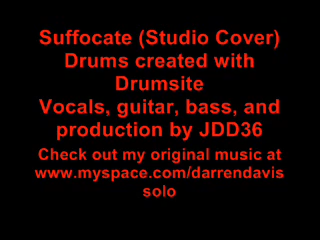 Suffocate (Studio Cover)
Drums created with
Drumsite
Vocals, guitar, bass, and
production by JDD36
Check out my original music at
www.myspace.com/darrendavis
solo